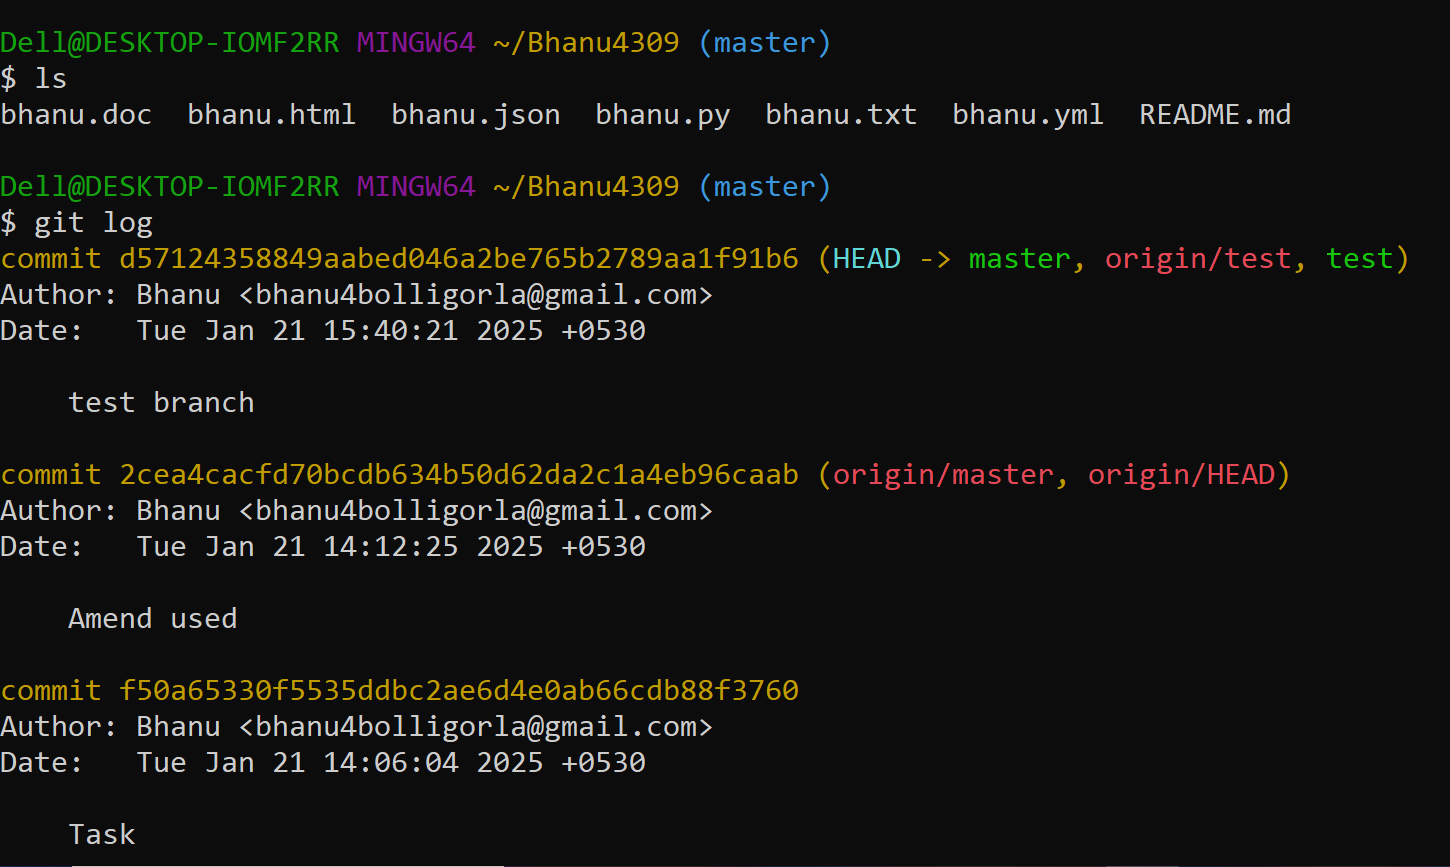 Dell@DESKTOP-IOMF2RR MINGW64 ~/Bhanu4309 (master)
$ ls
bhanu.doc  bhanu.html  bhanu.json  bhanu.py  bhanu.txt  bhanu.yml  README.md
Dell@DESKTOP-IOMF2RR MINGW64 ~/Bhanu4309 (master)
$ git log
commit d57124358849aabed046a2be765b2789aa1f91b6 (HEAD -> master, origin/test, test)
Author: Bhanu <bhanu4bolligorla@gmail.com>
Date:   Tue Jan 21 15:40:21 2025 +0530
    test branch
commit 2cea4cacfd70bcdb634b50d62da2c1a4eb96caab (origin/master, origin/HEAD)
Author: Bhanu <bhanu4bolligorla@gmail.com>
Date:   Tue Jan 21 14:12:25 2025 +0530
    Amend used
commit f50a65330f5535ddbc2ae6d4e0ab66cdb88f3760
Author: Bhanu <bhanu4bolligorla@gmail.com>
Date:   Tue Jan 21 14:06:04 2025 +0530
    Task